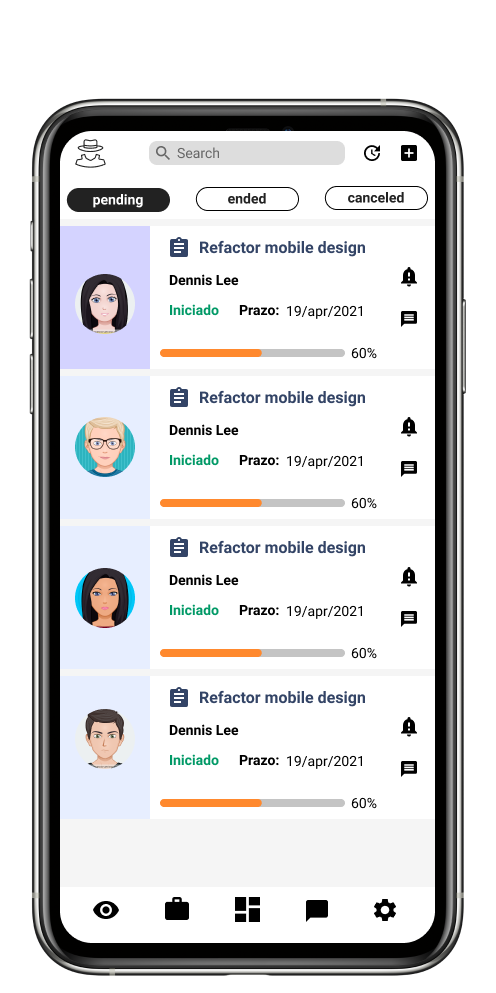 Search
pending ended canceled
Refactor mobile design
Dennis Lee
Iniciado Prazo: 19/apr/2021
60%
Refactor mobile design
Dennis Lee
Iniciado Prazo: 19/apr/2021
60%
Refactor mobile design
Dennis Lee
Iniciado Prazo: 19/apr/2021
60%
Refactor mobile design
Dennis Lee
Iniciado Prazo: 19/apr/2021
60%